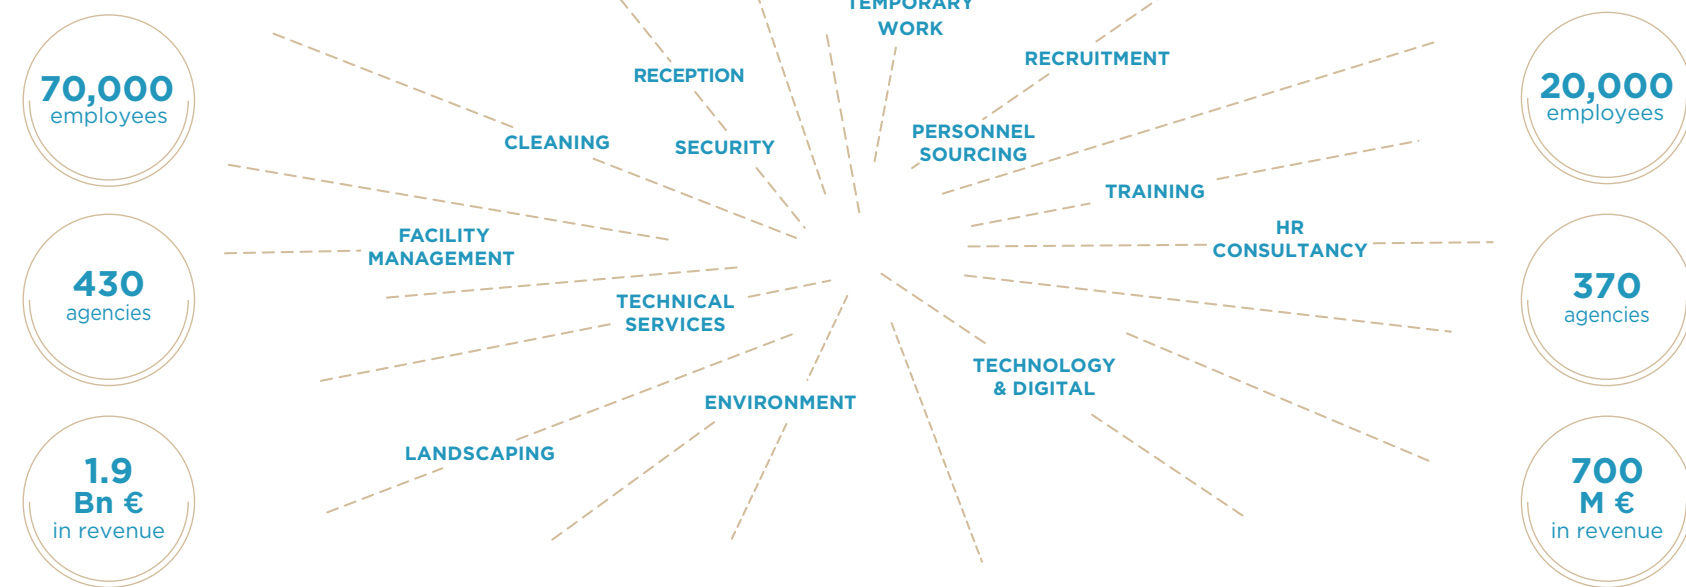 70,000
employees
430
agencies
1.9
Bn €
in revenue
TEMPORARY
WORK
RECEPTION
RECRUITMENT
CLEANING
SECURITY
PERSONNEL
SOURCING
TRAINING
FACILITY
MANAGEMENT
HR
CONSULTANCY
TECHNICAL
SERVICES
TECHNOLOGY
& DIGITAL
ENVIRONMENT
LANDSCAPING
20,000
employees
370
agencies
700
M €
in revenue